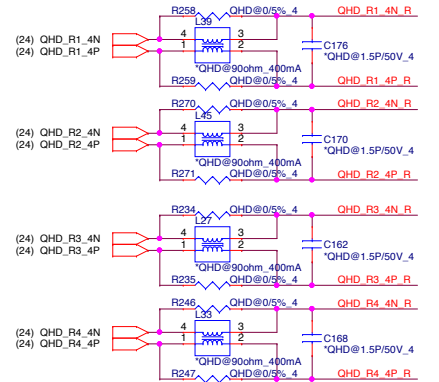 R258 QHD@0/5%_4 QHD_R1_4N_R
L39
(24) QHD_R1_4N 4 3
(24) QHD_R1_4P 1 2
C176
*QHD@1.5P/50V_4
*QHD@90ohm_400mA
R259 QHD@0/5%_4 QHD_R1_4P_R
R270 QHD@0/5%_4 QHD_R2_4N_R
L45
(24) QHD_R2_4N 4 3
(24) QHD_R2_4P 1 2
C170
*QHD@1.5P/50V_4
*QHD@90ohm_400mA
R271 QHD@0/5%_4 QHD_R2_4P_R
R234 QHD@0/5%_4 QHD_R3_4N_R
L27
(24) QHD_R3_4N 4 3
(24) QHD_R3_4P 1 2
C162
*QHD@1.5P/50V_4
*QHD@90ohm_400mA
R235 QHD@0/5%_4 QHD_R3_4P_R
R246 QHD@0/5%_4 QHD_R4_4N_R
L33
(24) QHD_R4_4N 4 3
(24) QHD_R4_4P 1 2
C168
*QHD@1.5P/50V_4
*QHD@90ohm_400mA
R247 QHD@0/5%_4 QHD_R4_4P_R